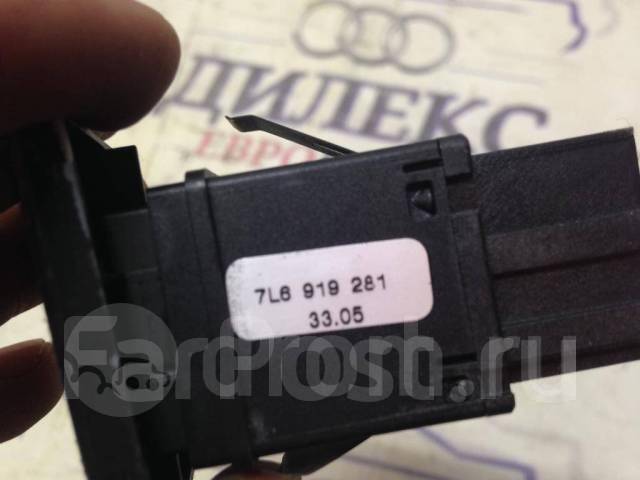 ДИЛЕКС
ЕВРО
7L6 919 281
33.05
FarPost.ru